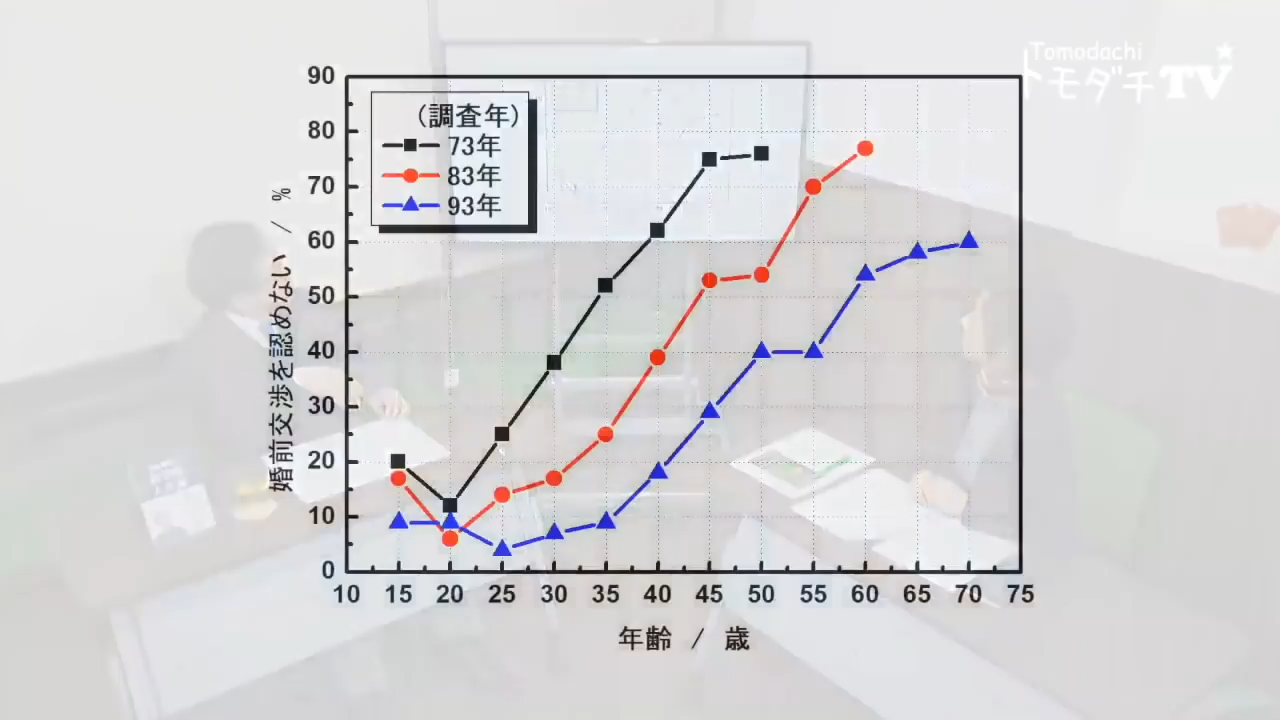 Tomodachi
トモダチTV
(調査年)
73年
83年
93年
婚前交渉を認めない / %
90
80
70
60
50
40
30
20
10
0
10 15 20 25 30 35 40 45 50 55 60 65 70 75
年齢 / 歳